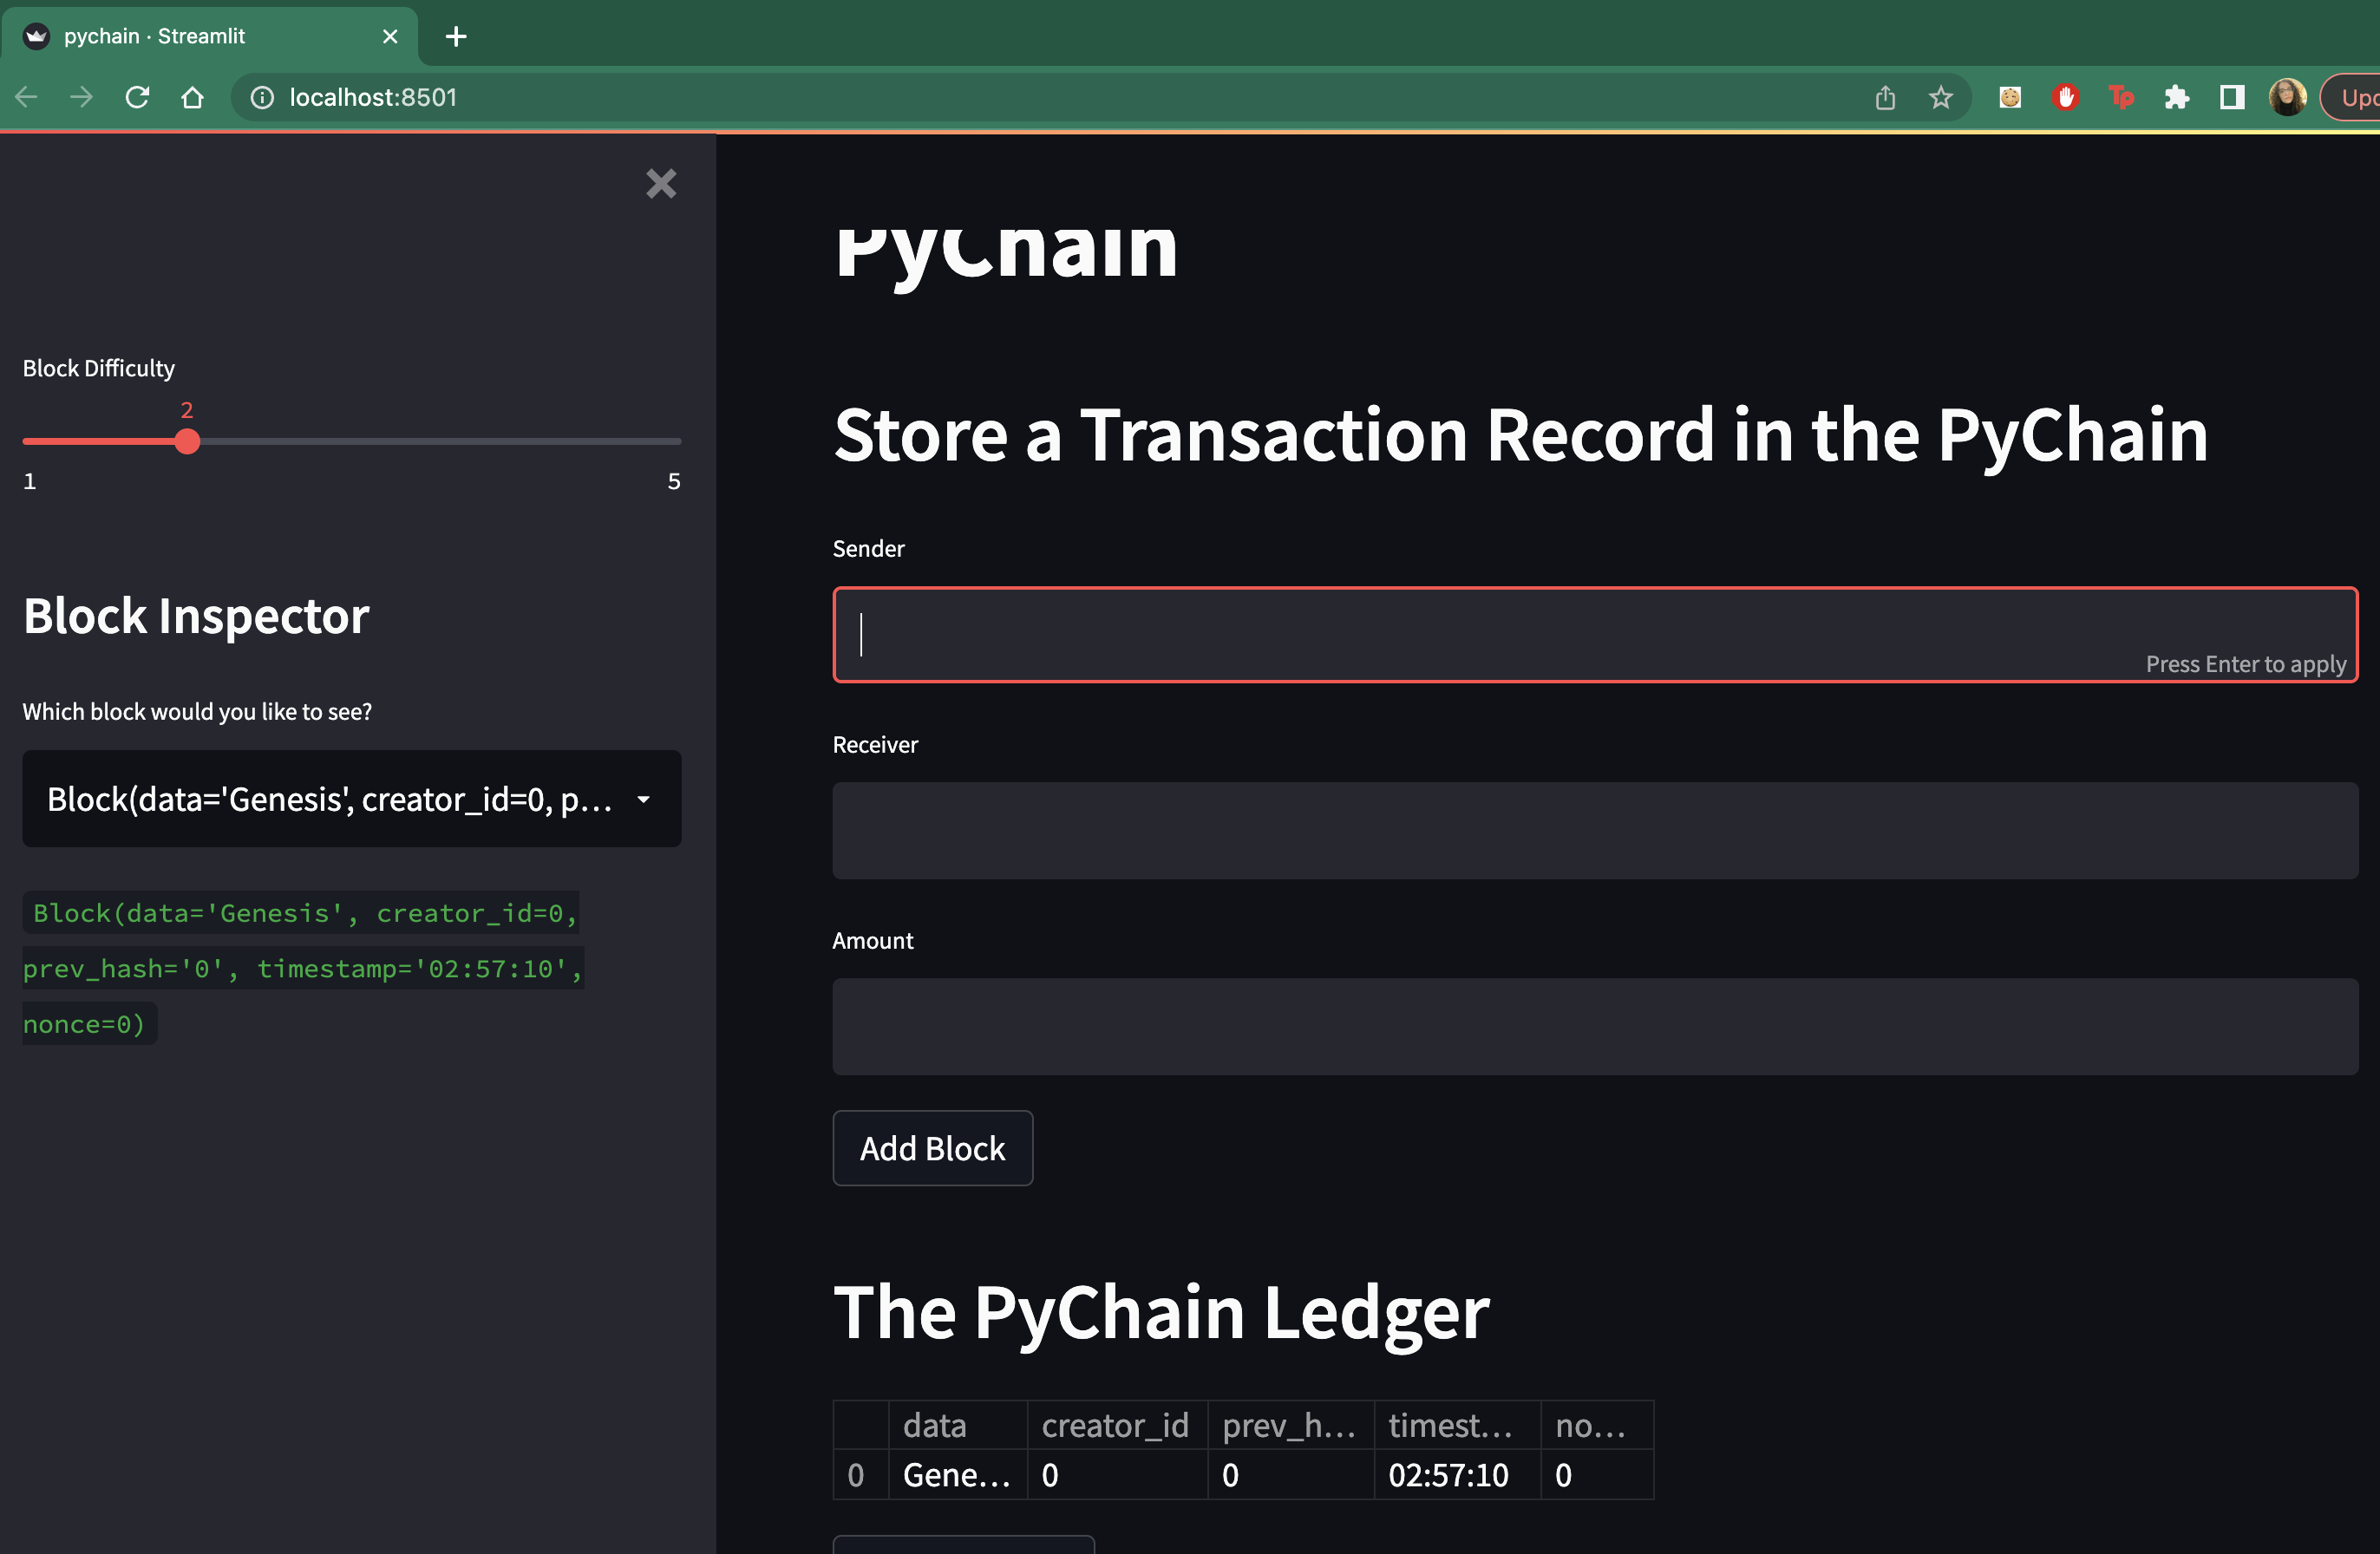 pychain · Streamlit
localhost:8501
Tp
Upd
Block Difficulty
2
1
5
Block Inspector
Which block would you like to see?
Block(data='Genesis', creator_id=0, p...
Block(data='Genesis', creator_id=0,
prev_hash='0', timestamp='02:57:10',
nonce=0)
PyChain
Store a Transaction Record in the PyChain
Sender
Press Enter to apply
Receiver
Amount
Add Block
The PyChain Ledger
data creator_id prev_h... timest... no...
0 Gene... 0 0 02:57:10 0